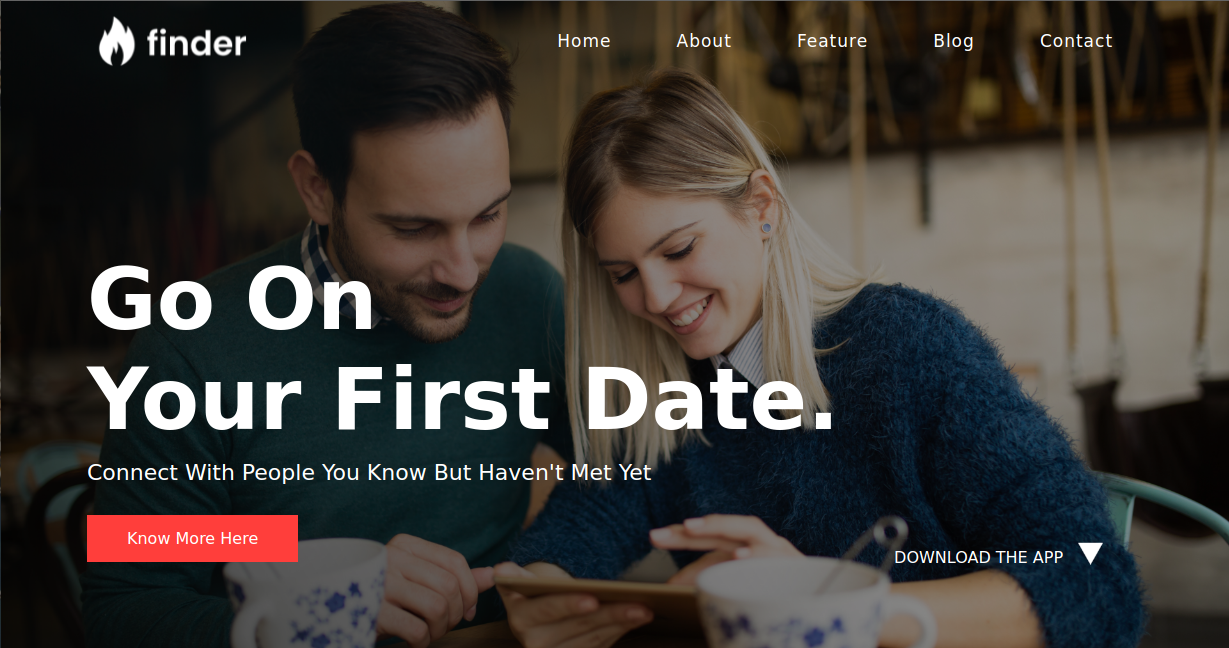 finder
Home About Feature Blog Contact
Go On
Your First Date.
Connect With People You Know But Haven't Met Yet
Know More Here
DOWNLOAD THE APP